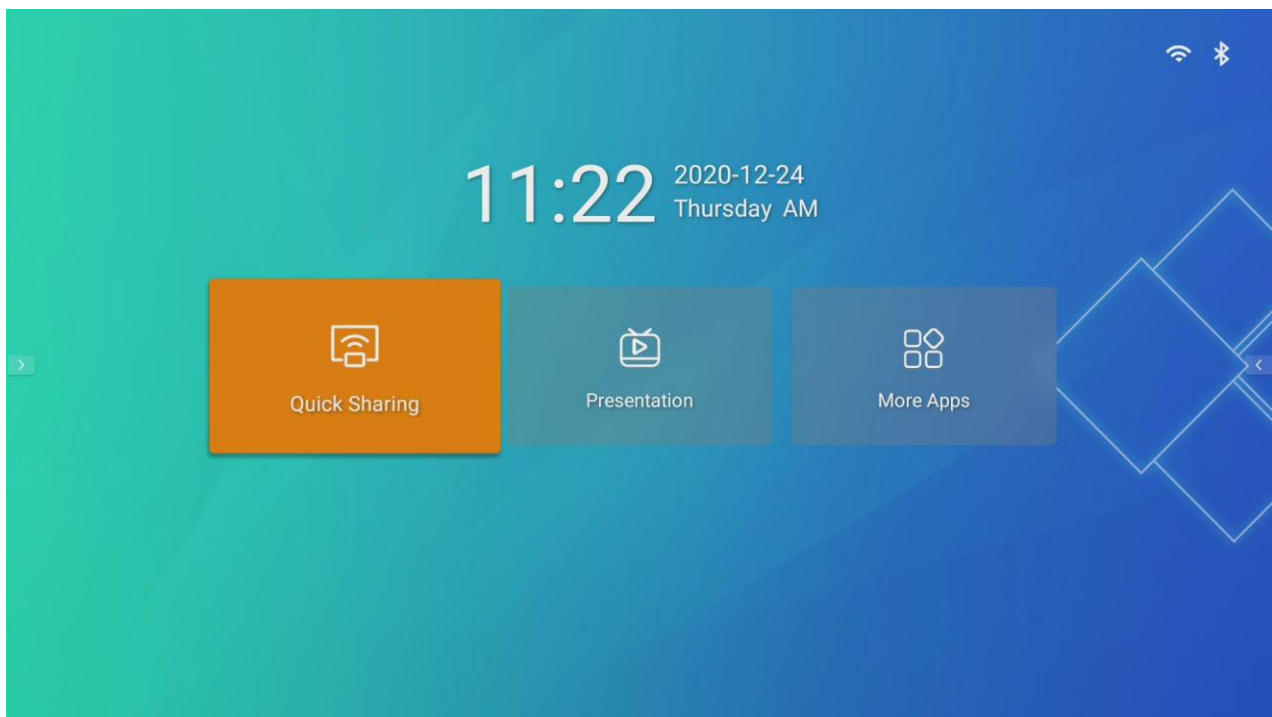 11:22
2020-12-24
Thursday AM
Quick Sharing
Presentation
More Apps